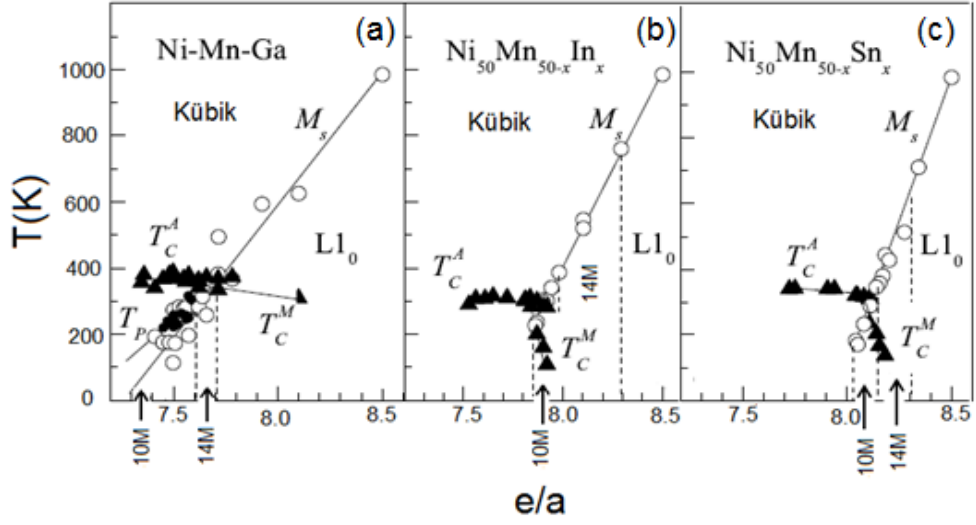 (a)
Ni-Mn-Ga
Kübik
M_s
T_C^A
L1_0
T_P
T_C^M
(b)
Ni_50Mn_50-xIn_x
Kübik
M_s
L1_0
T_C^A
14M
T_C^M
(c)
Ni_50Mn_50-xSn_x
Kübik
M_s
L1_0
T_C^A
T_C^M
T(K)
1000
800
600
400
200
0
7.5 8.0 8.5
7.5 8.0 8.5
7.5 8.0 8.5
10M 14M
10M
10M 14M
e/a